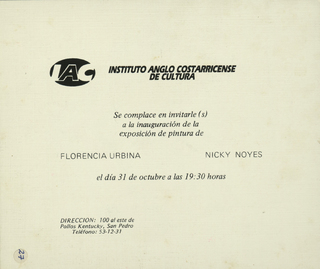 IAC
INSTITUTO ANGLO COSTARRICENSE
DE CULTURA
Se complace en invitarle(s)
a la inauguración de la
exposición de pintura de
FLORENCIA URBINA NICKY NOYES
el día 31 de octubre a las 19:30 horas
DIRECCION: 100 al este de
Pollos Kentucky, San Pedro
Teléfono: 53-12-31
27